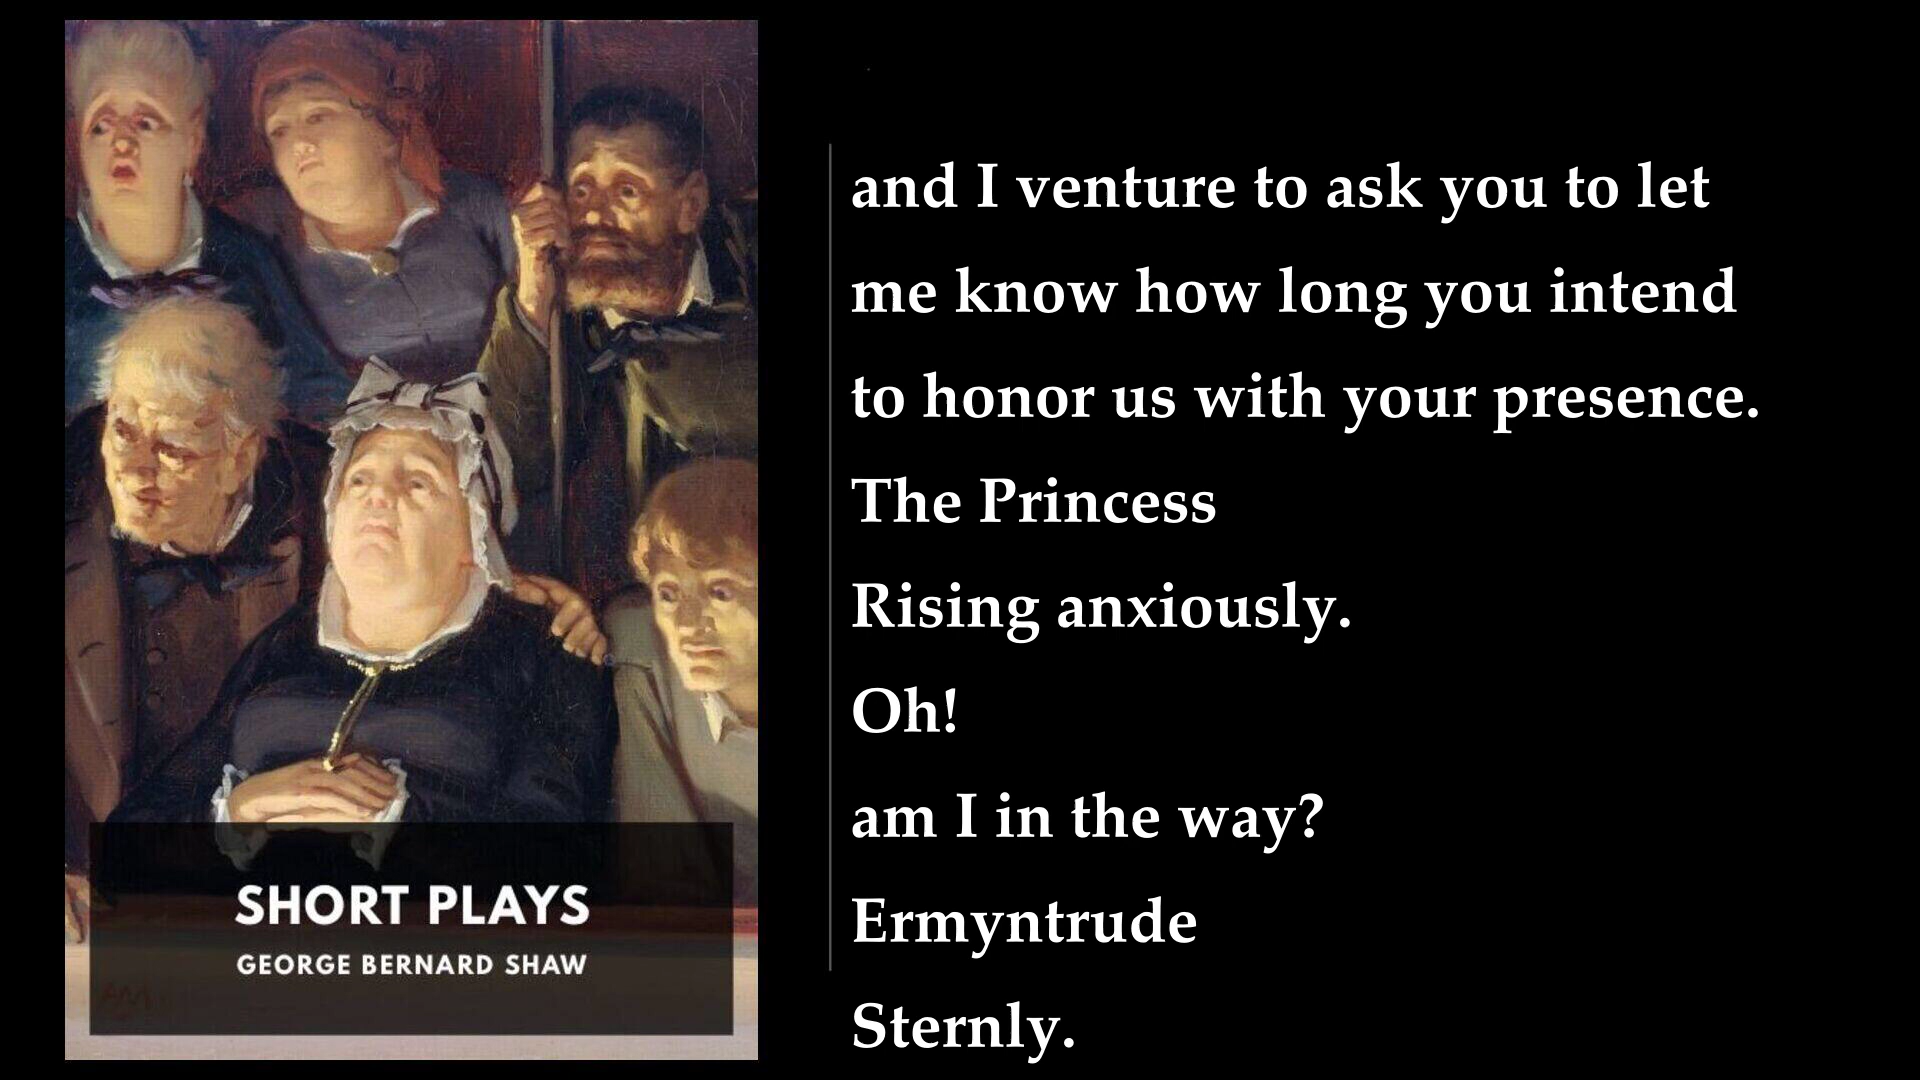 SHORT PLAYS
GEORGE BERNARD SHAW
and I venture to ask you to let
me know how long you intend
to honor us with your presence.
The Princess
Rising anxiously.
Oh!
am I in the way?
Ermyntrude
Sternly.